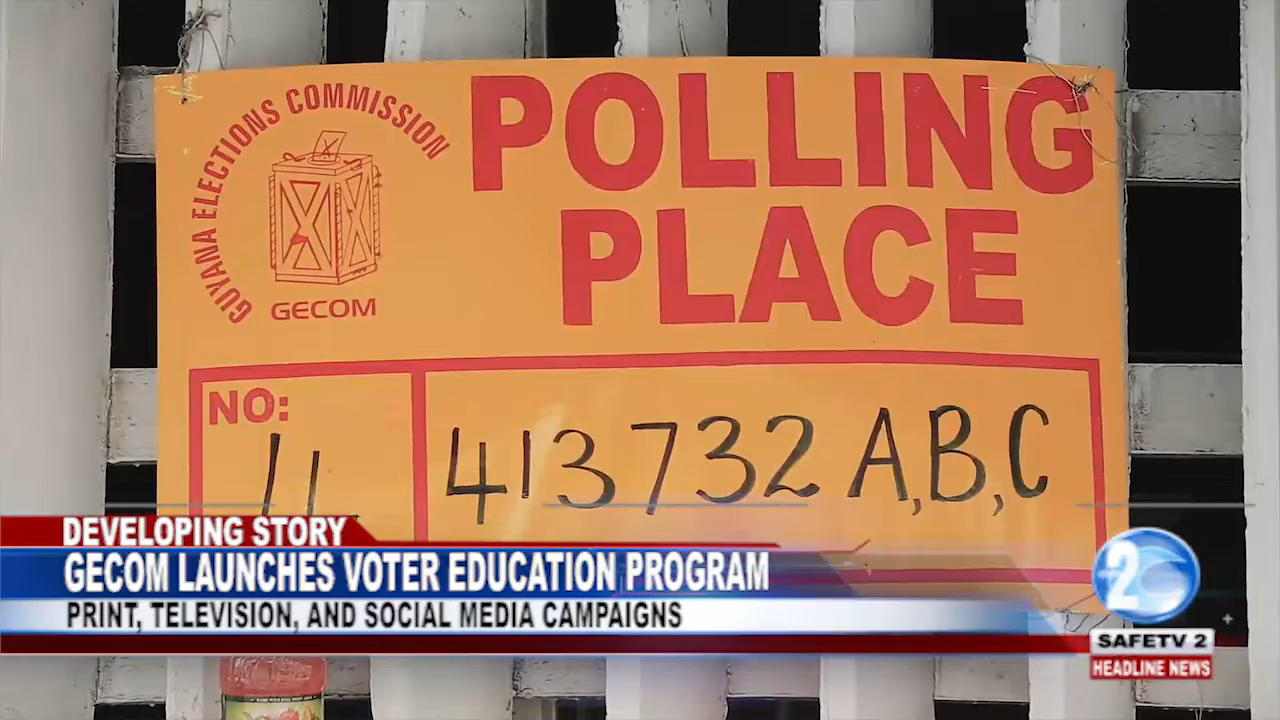 GUYANA ELECTIONS COMMISSION
GECOM
POLLING
PLACE
NO:
413732 A,B,C
DEVELOPING STORY
GECOM LAUNCHES VOTER EDUCATION PROGRAM
PRINT, TELEVISION, AND SOCIAL MEDIA CAMPAIGNS
2
SAFETV 2
HEADLINE NEWS